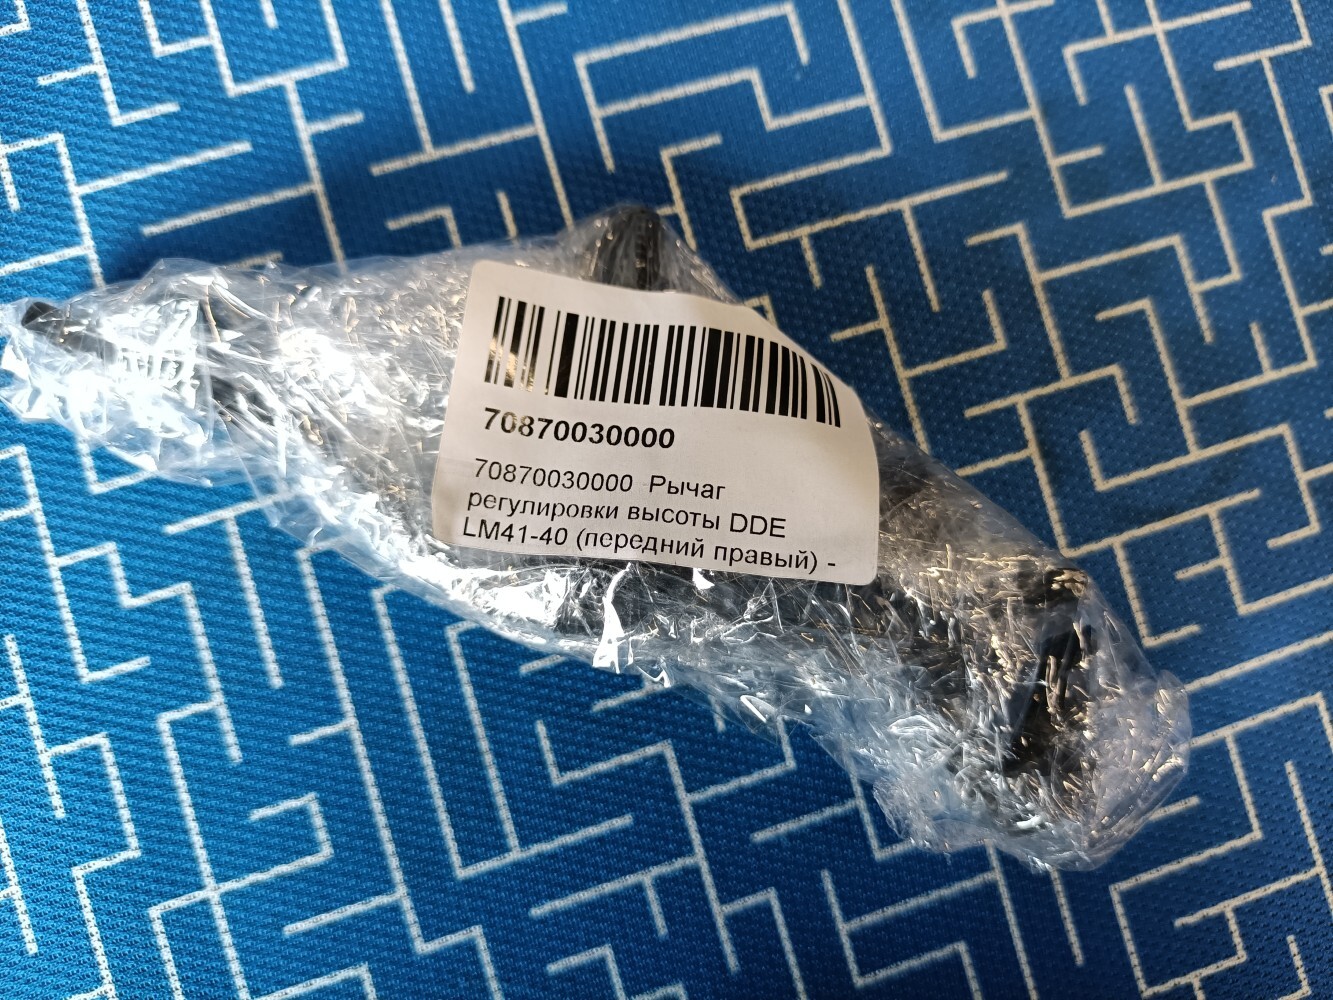 70870030000
70870030000 Рычаг
регулировки высоты DDE
LM41-40 (передний правый) -